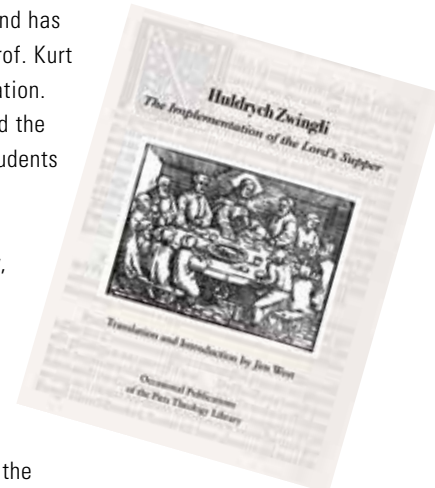 nd has
rof. Kurt
ation.
d the
udents
,
the
Huldrych Zwingli
The Implementation of the Lord's Supper
Translation and Introduction by Jim West
Occasional Publications
of the Pitts Theology Library